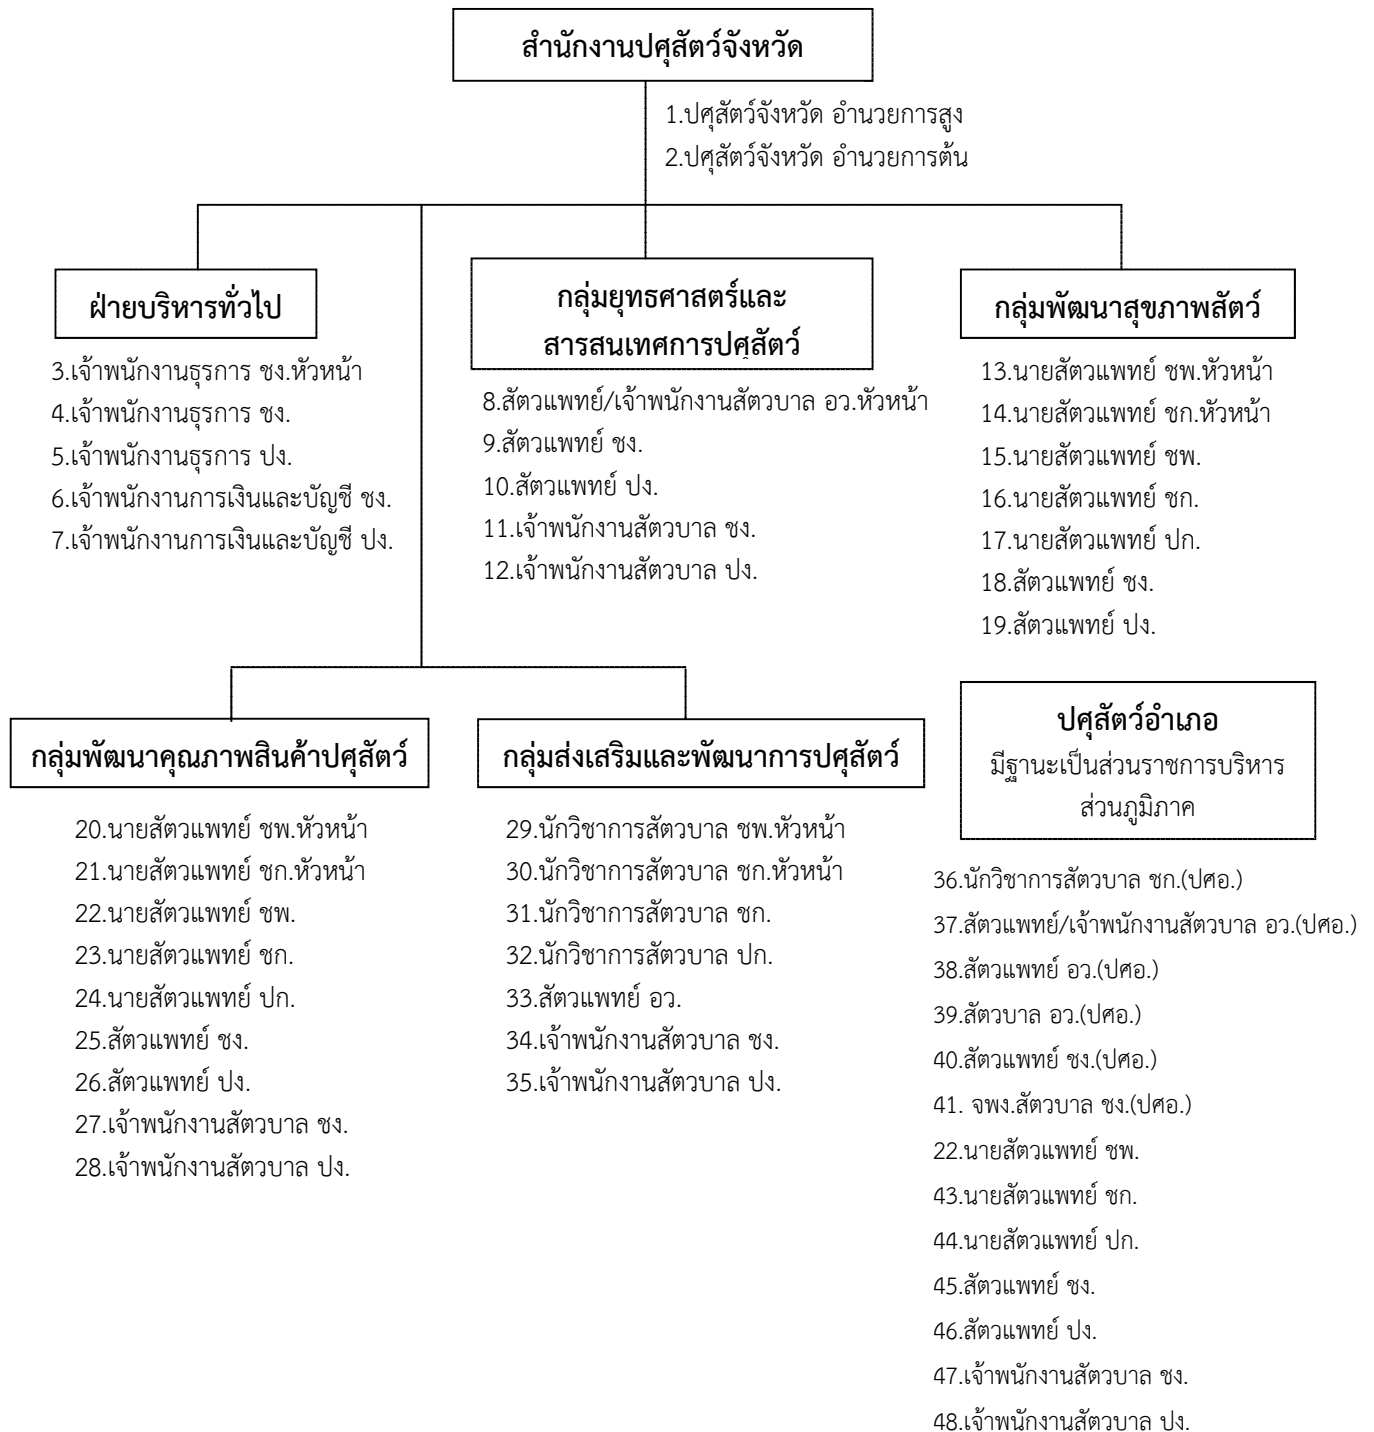 สำนักงานปศุสัตว์จังหวัด
1.ปศุสัตว์จังหวัด อำนวยการสูง
2.ปศุสัตว์จังหวัด อำนวยการต้น
ฝ่ายบริหารทั่วไป
3.เจ้าพนักงานธุรการ ชง.หัวหน้า
4.เจ้าพนักงานธุรการ ชง.
5.เจ้าพนักงานธุรการ ปง.
6.เจ้าพนักงานการเงินและบัญชี ชง.
7.เจ้าพนักงานการเงินและบัญชี ปง.
กลุ่มยุทธศาสตร์และ
สารสนเทศการปศุสัตว์
8.สัตวแพทย์/เจ้าพนักงานสัตวบาล อว.หัวหน้า
9.สัตวแพทย์ ชง.
10.สัตวแพทย์ ปง.
11.เจ้าพนักงานสัตวบาล ชง.
12.เจ้าพนักงานสัตวบาล ปง.
กลุ่มพัฒนาสุขภาพสัตว์
13.นายสัตวแพทย์ ชพ.หัวหน้า
14.นายสัตวแพทย์ ชก.หัวหน้า
15.นายสัตวแพทย์ ชพ.
16.นายสัตวแพทย์ ชก.
17.นายสัตวแพทย์ ปก.
18.สัตวแพทย์ ชง.
19.สัตวแพทย์ ปง.
กลุ่มพัฒนาคุณภาพสินค้าปศุสัตว์
20.นายสัตวแพทย์ ชพ.หัวหน้า
21.นายสัตวแพทย์ ชก.หัวหน้า
22.นายสัตวแพทย์ ชพ.
23.นายสัตวแพทย์ ชก.
24.นายสัตวแพทย์ ปก.
25.สัตวแพทย์ ชง.
26.สัตวแพทย์ ปง.
27.เจ้าพนักงานสัตวบาล ชง.
28.เจ้าพนักงานสัตวบาล ปง.
กลุ่มส่งเสริมและพัฒนาการปศุสัตว์
29.นักวิชาการสัตวบาล ชพ.หัวหน้า
30.นักวิชาการสัตวบาล ชก.หัวหน้า
31.นักวิชาการสัตวบาล ชก.
32.นักวิชาการสัตวบาล ปก.
33.สัตวแพทย์ อว.
34.เจ้าพนักงานสัตวบาล ชง.
35.เจ้าพนักงานสัตวบาล ปง.
ปศุสัตว์อำเภอ
มีฐานะเป็นส่วนราชการบริหาร
ส่วนภูมิภาค
36.นักวิชาการสัตวบาล ชก.(ปศอ.)
37.สัตวแพทย์/เจ้าพนักงานสัตวบาล อว.(ปศอ.)
38.สัตวแพทย์ อว.(ปศอ.)
39.สัตวบาล อว.(ปศอ.)
40.สัตวแพทย์ ชง.(ปศอ.)
41. จพง.สัตวบาล ชง.(ปศอ.)
22.นายสัตวแพทย์ ชพ.
43.นายสัตวแพทย์ ชก.
44.นายสัตวแพทย์ ปก.
45.สัตวแพทย์ ชง.
46.สัตวแพทย์ ปง.
47.เจ้าพนักงานสัตวบาล ชง.
48.เจ้าพนักงานสัตวบาล ปง.